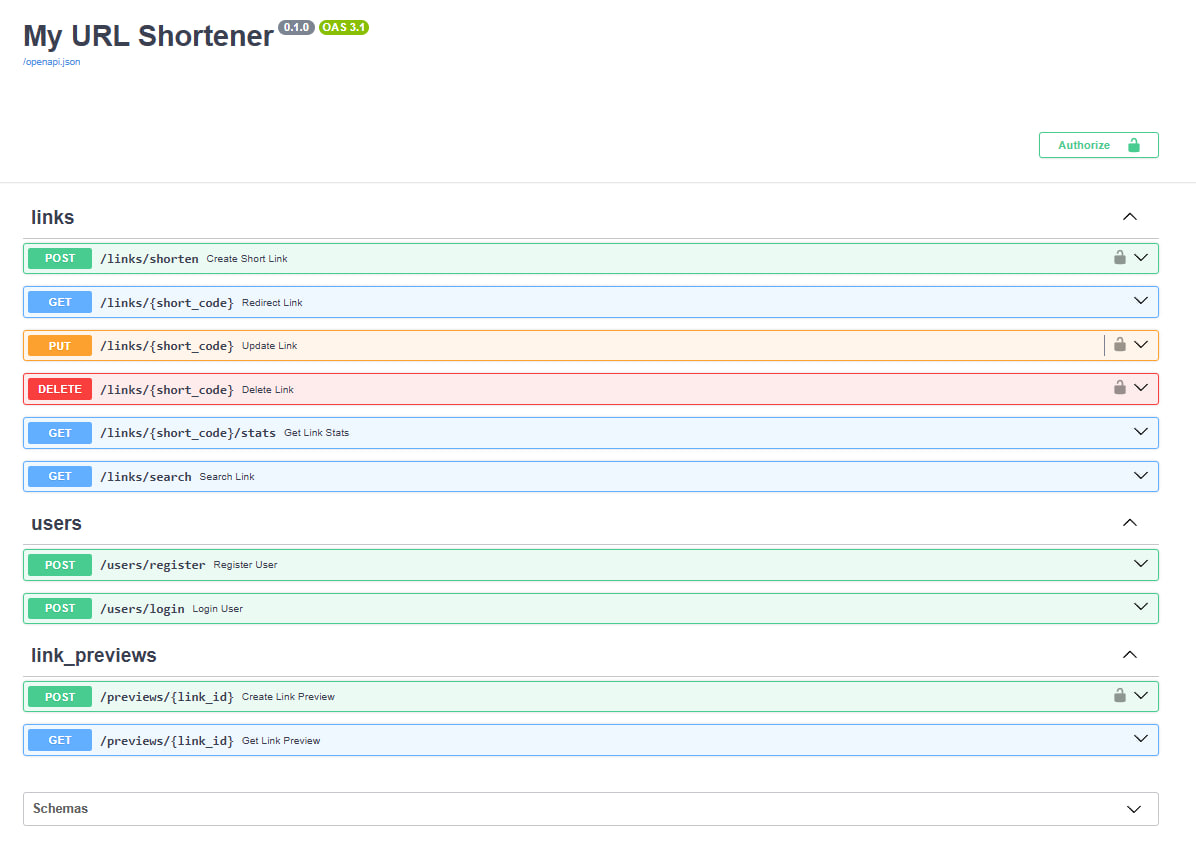 My URL Shortener 0.1.0 OAS 3.1
/openapi.json
Authorize
links
POST /links/shorten Create Short Link
GET /links/{short_code} Redirect Link
PUT /links/{short_code} Update Link
DELETE /links/{short_code} Delete Link
GET /links/{short_code}/stats Get Link Stats
GET /links/search Search Link
users
POST /users/register Register User
POST /users/login Login User
link_previews
POST /previews/{link_id} Create Link Preview
GET /previews/{link_id} Get Link Preview
Schemas